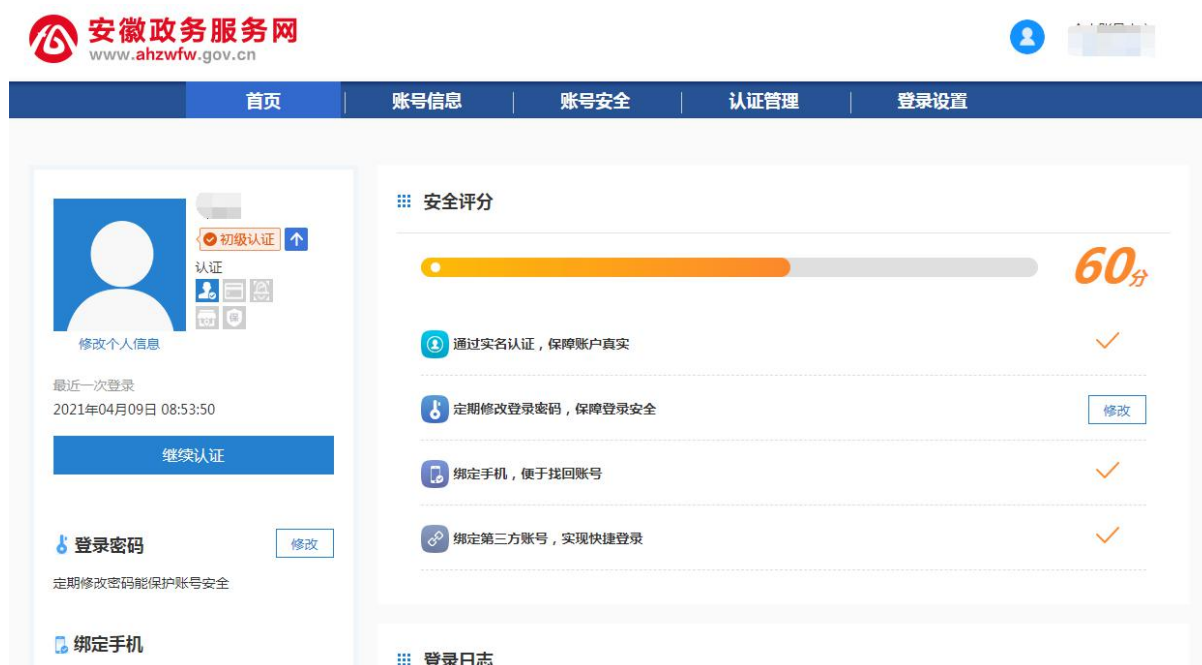 安徽政务服务网
www.ahzwfw.gov.cn
首页 账号信息 账号安全 认证管理 登录设置
初级认证
认证
修改个人信息
最近一次登录
2021年04月09日 08:53:50
继续认证
登录密码 修改
定期修改密码能保护账号安全
绑定手机
安全评分
60分
通过实名认证，保障账户真实
定期修改登录密码，保障登录安全 修改
绑定手机，便于找回账号
绑定第三方账号，实现快捷登录
登录日志